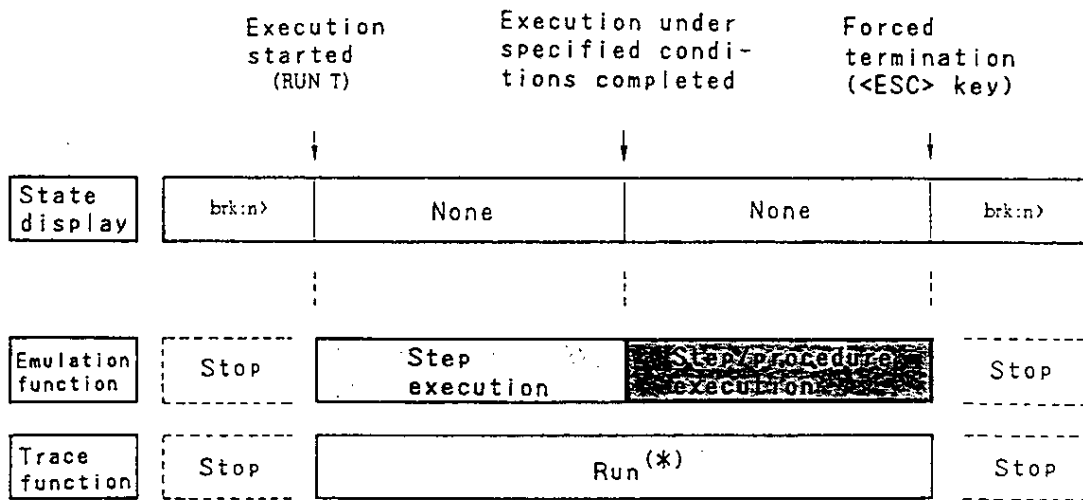 Execution
started
(RUN T)
Execution under
specified condi-
tions completed
Forced
termination
(<ESC> key)
State
display
brk:n>
None
None
brk:n>
Emulation
function
Stop
Step
execution
Step/procedure
execution
Stop
Trace
function
Stop
Run(*)
Stop